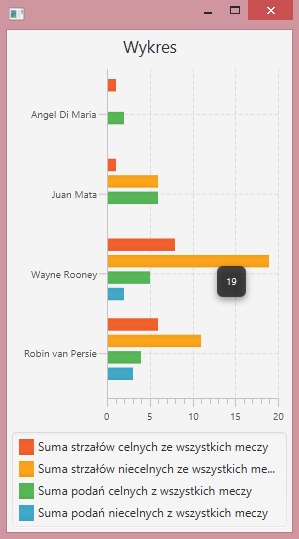 Wykres
Angel Di Maria
Juan Mata
Wayne Rooney
19
Robin van Persie
0 5 10 15 20
Suma strzałów celnych ze wszystkich meczy
Suma strzałów niecelnych ze wszystkich me...
Suma podań celnych z wszystkich meczy
Suma podań niecelnych z wszystkich meczy